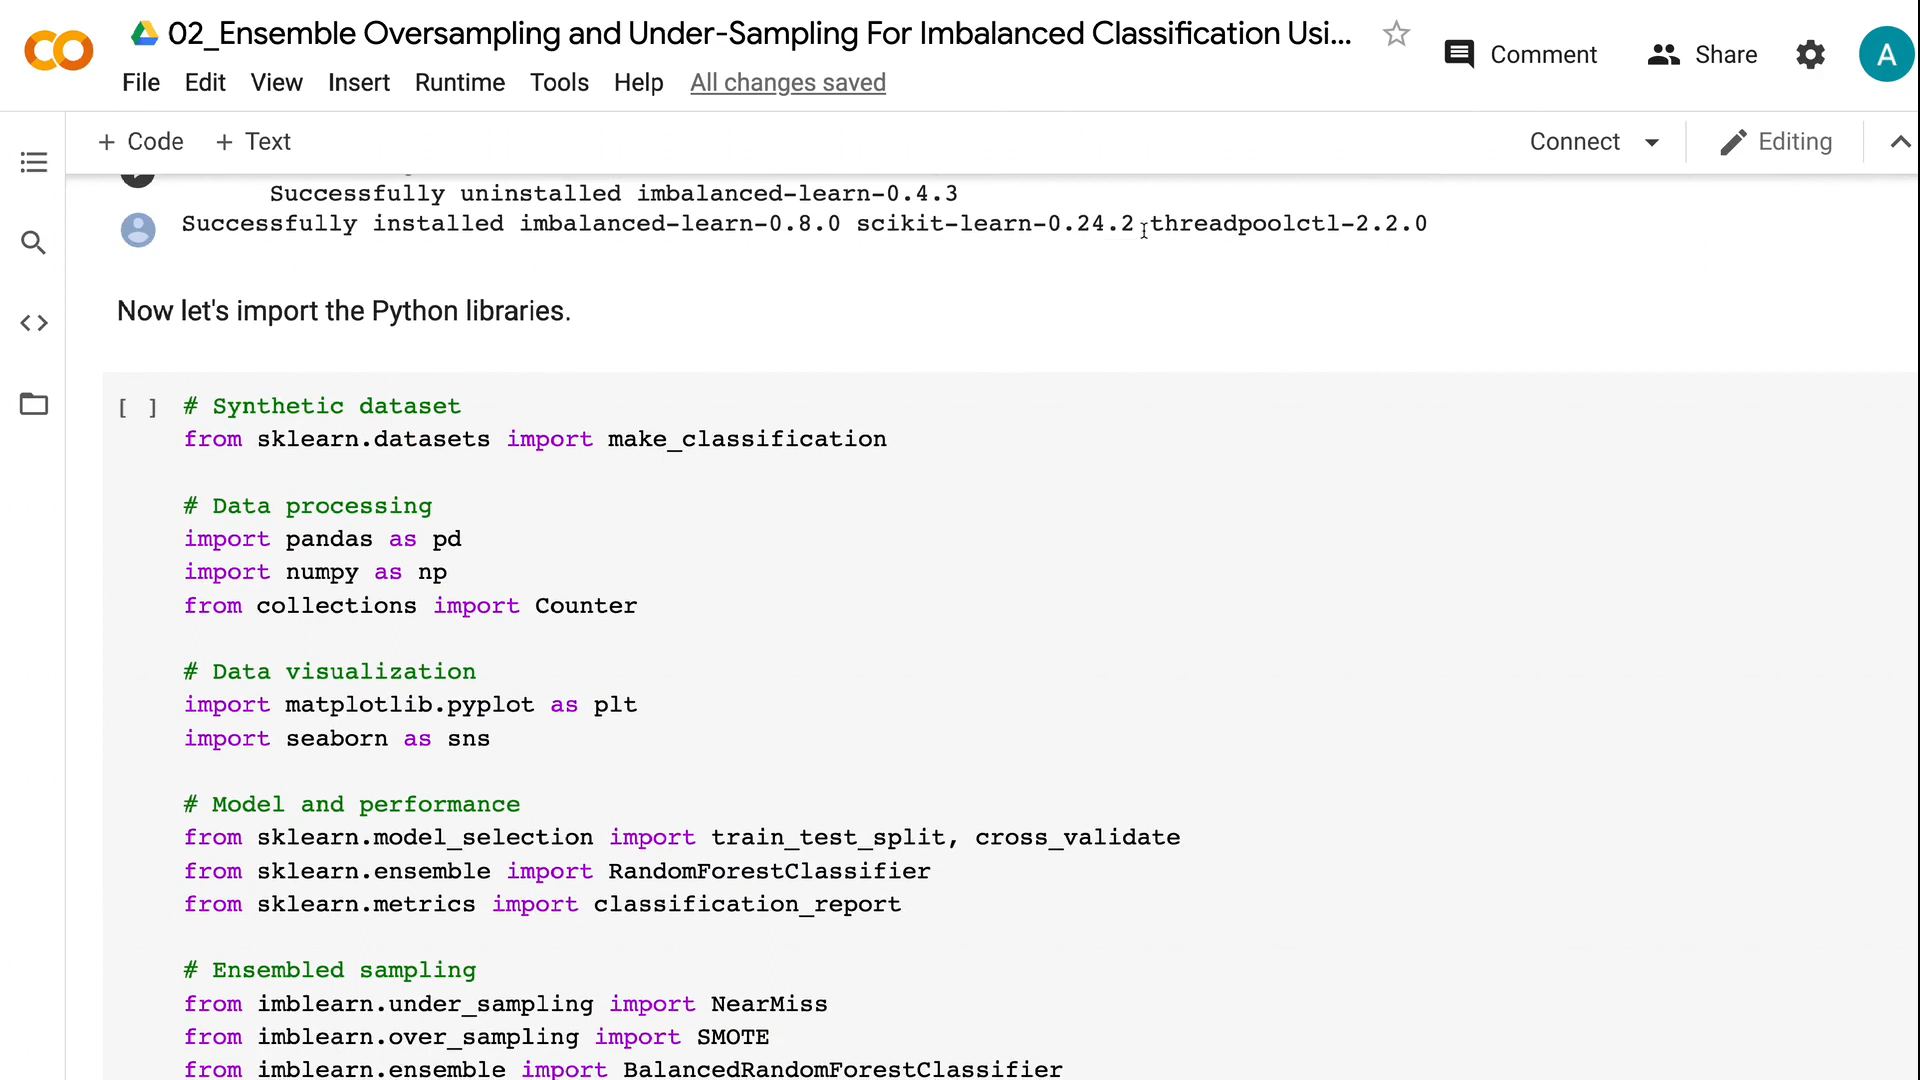 02_Ensemble Oversampling and Under-Sampling For Imbalanced Classification Usi...
Comment
Share
A
File Edit View Insert Runtime Tools Help All changes saved
+ Code + Text
Connect
Editing
Successfully uninstalled imbalanced-learn-0.4.3
Successfully installed imbalanced-learn-0.8.0 scikit-learn-0.24.2 threadpoolctl-2.2.0
Now let's import the Python libraries.
[ ] # Synthetic dataset
from sklearn.datasets import make_classification
# Data processing
import pandas as pd
import numpy as np
from collections import Counter
# Data visualization
import matplotlib.pyplot as plt
import seaborn as sns
# Model and performance
from sklearn.model_selection import train_test_split, cross_validate
from sklearn.ensemble import RandomForestClassifier
from sklearn.metrics import classification_report
# Ensembled sampling
from imblearn.under_sampling import NearMiss
from imblearn.over_sampling import SMOTE
from imblearn.ensemble import BalancedRandomForestClassifier